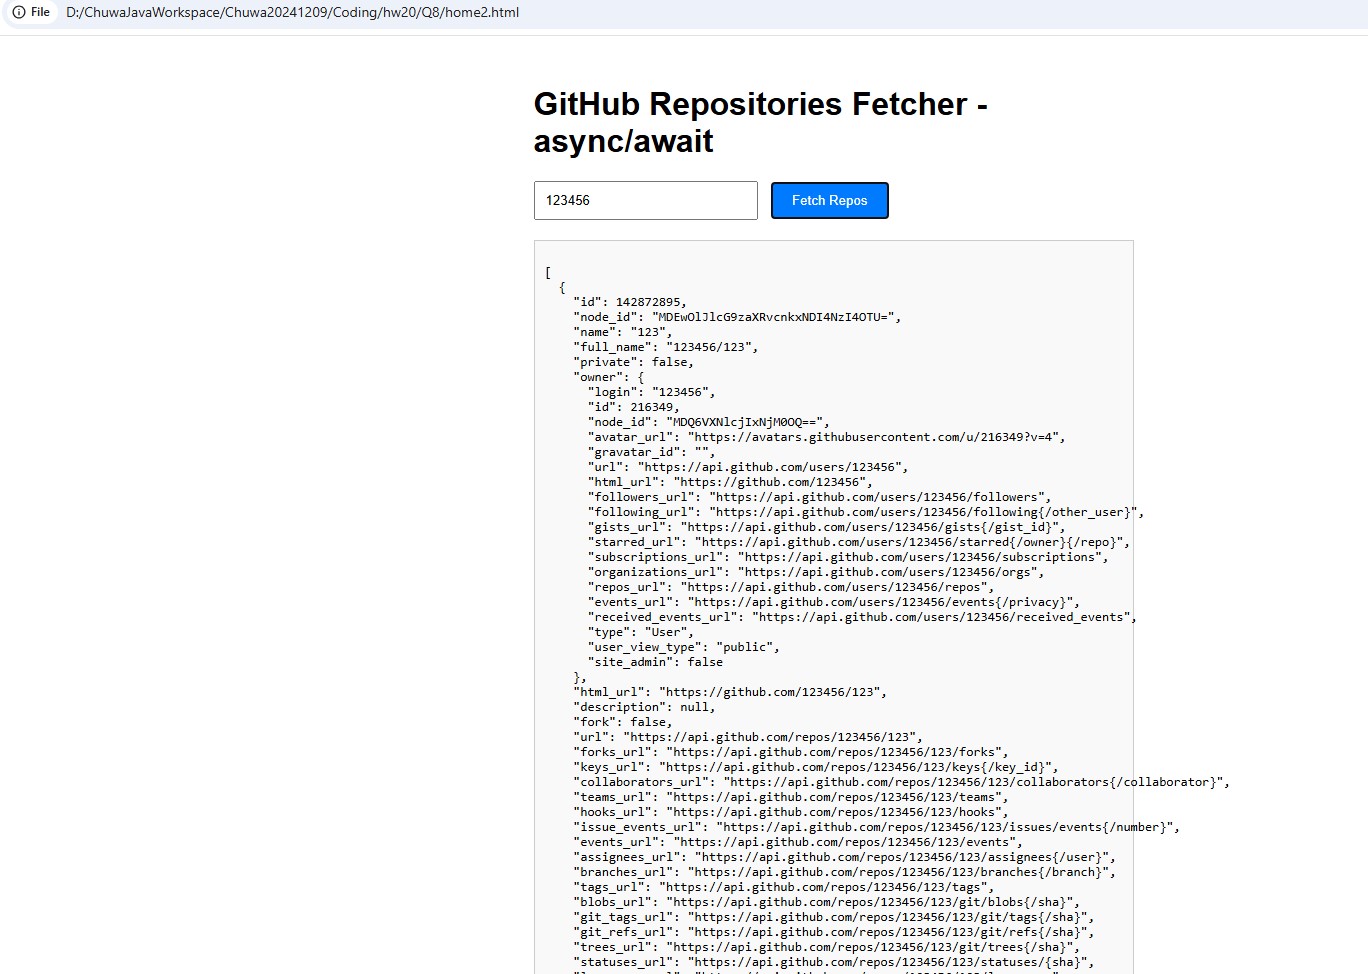 File D:/ChuwaJavaWorkspace/Chuwa20241209/Coding/hw20/Q8/home2.html
GitHub Repositories Fetcher -
async/await
123456 Fetch Repos
[
{
"id": 142872895,
"node_id": "MDEwOlJlcG9zaXRvcnkxNDI4NzI4OTU=",
"name": "123",
"full_name": "123456/123",
"private": false,
"owner": {
"login": "123456",
"id": 216349,
"node_id": "MDQ6VXNlcjIxNjM0OQ==",
"avatar_url": "https://avatars.githubusercontent.com/u/216349?v=4",
"gravatar_id": "",
"url": "https://api.github.com/users/123456",
"html_url": "https://github.com/123456",
"followers_url": "https://api.github.com/users/123456/followers",
"following_url": "https://api.github.com/users/123456/following{/other_user}",
"gists_url": "https://api.github.com/users/123456/gists{/gist_id}",
"starred_url": "https://api.github.com/users/123456/starred{/owner}{/repo}",
"subscriptions_url": "https://api.github.com/users/123456/subscriptions",
"organizations_url": "https://api.github.com/users/123456/orgs",
"repos_url": "https://api.github.com/users/123456/repos",
"events_url": "https://api.github.com/users/123456/events{/privacy}",
"received_events_url": "https://api.github.com/users/123456/received_events",
"type": "User",
"user_view_type": "public",
"site_admin": false
},
"html_url": "https://github.com/123456/123",
"description": null,
"fork": false,
"url": "https://api.github.com/repos/123456/123",
"forks_url": "https://api.github.com/repos/123456/123/forks",
"keys_url": "https://api.github.com/repos/123456/123/keys{/key_id}",
"collaborators_url": "https://api.github.com/repos/123456/123/collaborators{/collaborator}",
"teams_url": "https://api.github.com/repos/123456/123/teams",
"hooks_url": "https://api.github.com/repos/123456/123/hooks",
"issue_events_url": "https://api.github.com/repos/123456/123/issues/events{/number}",
"events_url": "https://api.github.com/repos/123456/123/events",
"assignees_url": "https://api.github.com/repos/123456/123/assignees{/user}",
"branches_url": "https://api.github.com/repos/123456/123/branches{/branch}",
"tags_url": "https://api.github.com/repos/123456/123/tags",
"blobs_url": "https://api.github.com/repos/123456/123/git/blobs{/sha}",
"git_tags_url": "https://api.github.com/repos/123456/123/git/tags{/sha}",
"git_refs_url": "https://api.github.com/repos/123456/123/git/refs{/sha}",
"trees_url": "https://api.github.com/repos/123456/123/git/trees{/sha}",
"statuses_url": "https://api.github.com/repos/123456/123/statuses/{sha}",